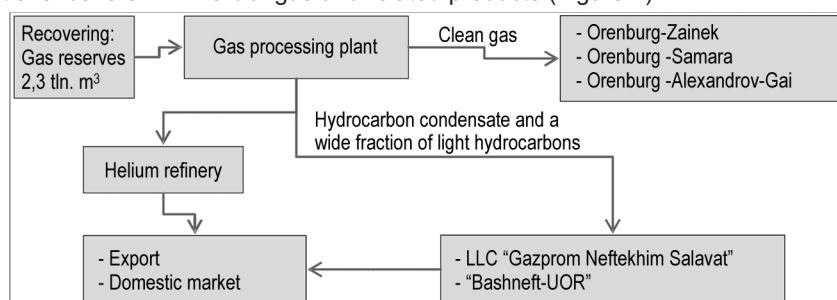 Recovering:
Gas reserves
2,3 tln. m³
Gas processing plant
Clean gas
- Orenburg-Zainek
- Orenburg -Samara
- Orenburg -Alexandrov-Gai
Hydrocarbon condensate and a
wide fraction of light hydrocarbons
Helium refinery
- Export
- Domestic market
- LLC “Gazprom Neftekhim Salavat”
- “Bashneft-UOR”